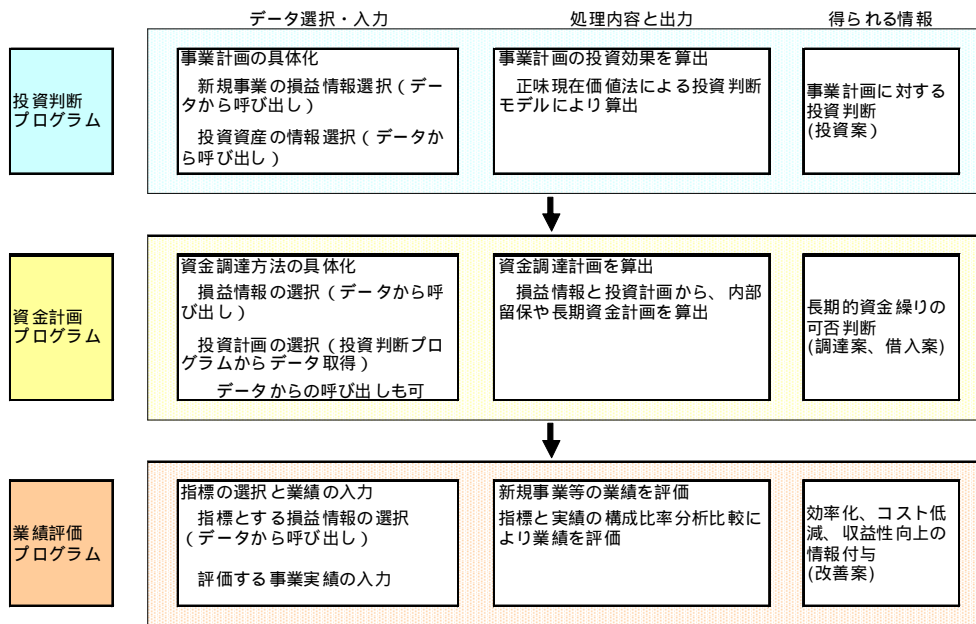 データ選択・入力
処理内容と出力
得られる情報
投資判断
プログラム
事業計画の具体化
新規事業の損益情報選択(デー
タから呼び出し)
投資資産の情報選択(データか
ら呼び出し)
事業計画の投資効果を算出
正味現在価値法による投資判断
モデルにより算出
事業計画に対する
投資判断
(投資案)
資金計画
プログラム
資金調達方法の具体化
損益情報の選択(データから呼
び出し)
投資計画の選択(投資判断プロ
グラムからデータ取得)
データからの呼び出しも可
資金調達計画を算出
損益情報と投資計画から、内部
留保や長期資金計画を算出
長期的資金繰りの
可否判断
(調達案、借入案)
業績評価
プログラム
指標の選択と業績の入力
指標とする損益情報の選択
(データから呼び出し)
評価する事業実績の入力
新規事業等の業績を評価
指標と実績の構成比率分析比較に
より業績を評価
効率化、コスト低
減、収益性向上の
情報付与
(改善案)